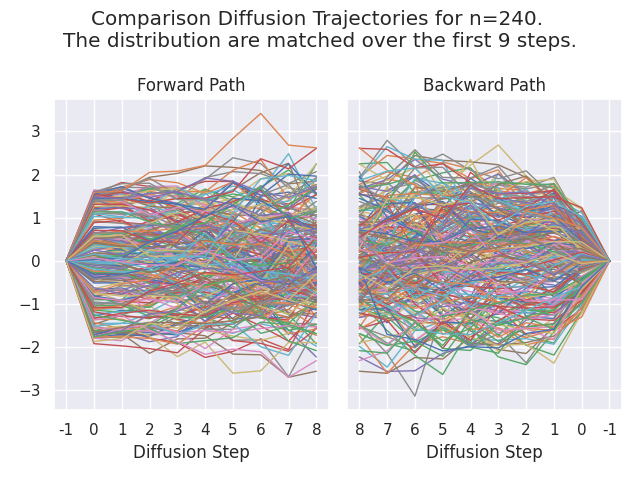 Comparison Diffusion Trajectories for n=240.
The distribution are matched over the first 9 steps.
Forward Path
Backward Path
3
2
1
0
−1
−2
−3
-1 0 1 2 3 4 5 6 7 8
8 7 6 5 4 3 2 1 0 -1
Diffusion Step
Diffusion Step